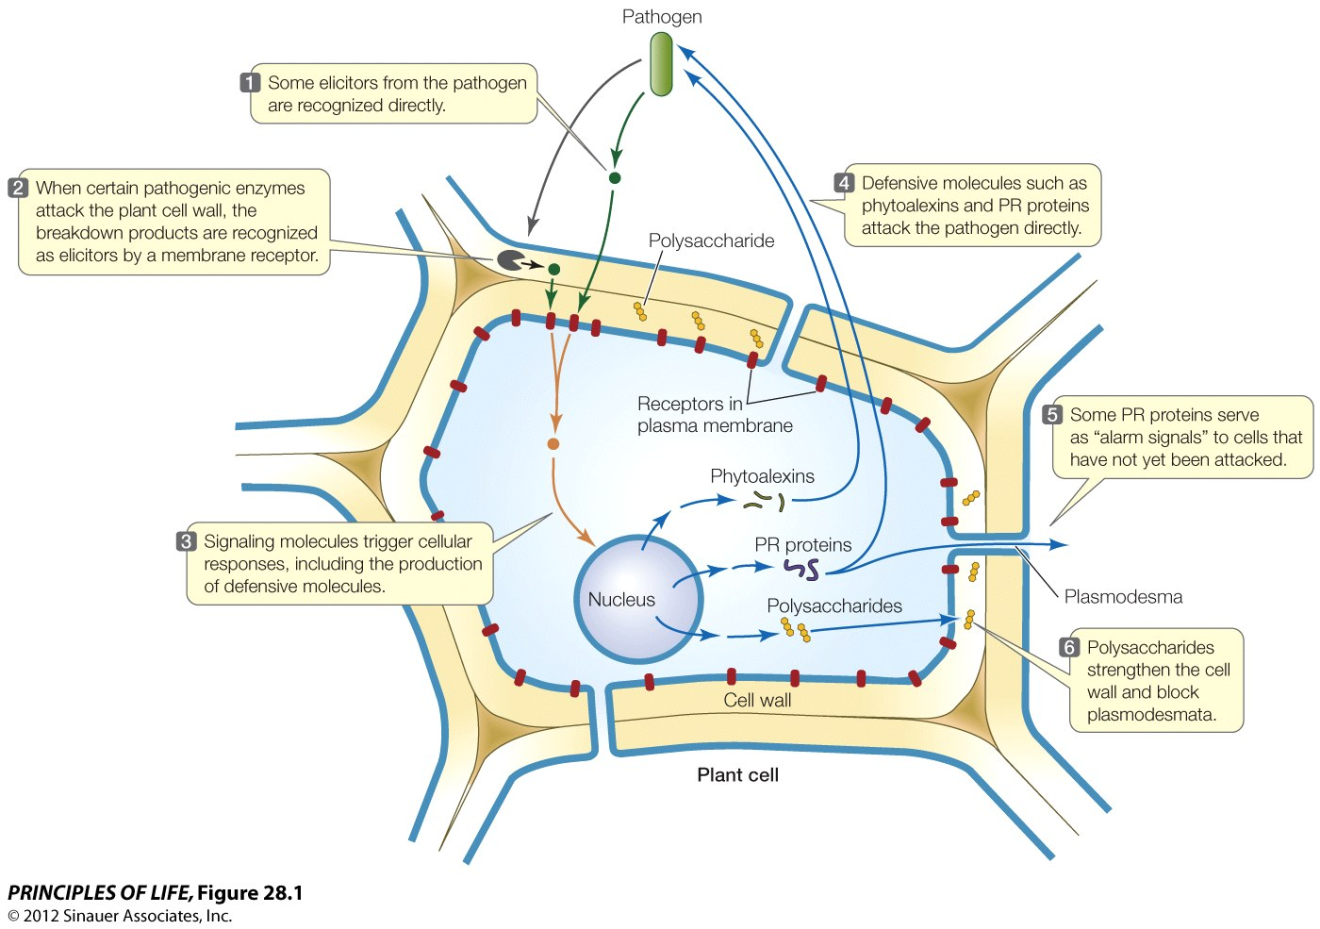 Pathogen
1 Some elicitors from the pathogen
are recognized directly.
2 When certain pathogenic enzymes
attack the plant cell wall, the
breakdown products are recognized
as elicitors by a membrane receptor.
4 Defensive molecules such as
phytoalexins and PR proteins
attack the pathogen directly.
Polysaccharide
Receptors in
plasma membrane
5 Some PR proteins serve
as “alarm signals” to cells that
have not yet been attacked.
Phytoalexins
3 Signaling molecules trigger cellular
responses, including the production
of defensive molecules.
PR proteins
Nucleus
Polysaccharides
Plasmodesma
6 Polysaccharides
strengthen the cell
wall and block
plasmodesmata.
Cell wall
Plant cell
PRINCIPLES OF LIFE, Figure 28.1
© 2012 Sinauer Associates, Inc.